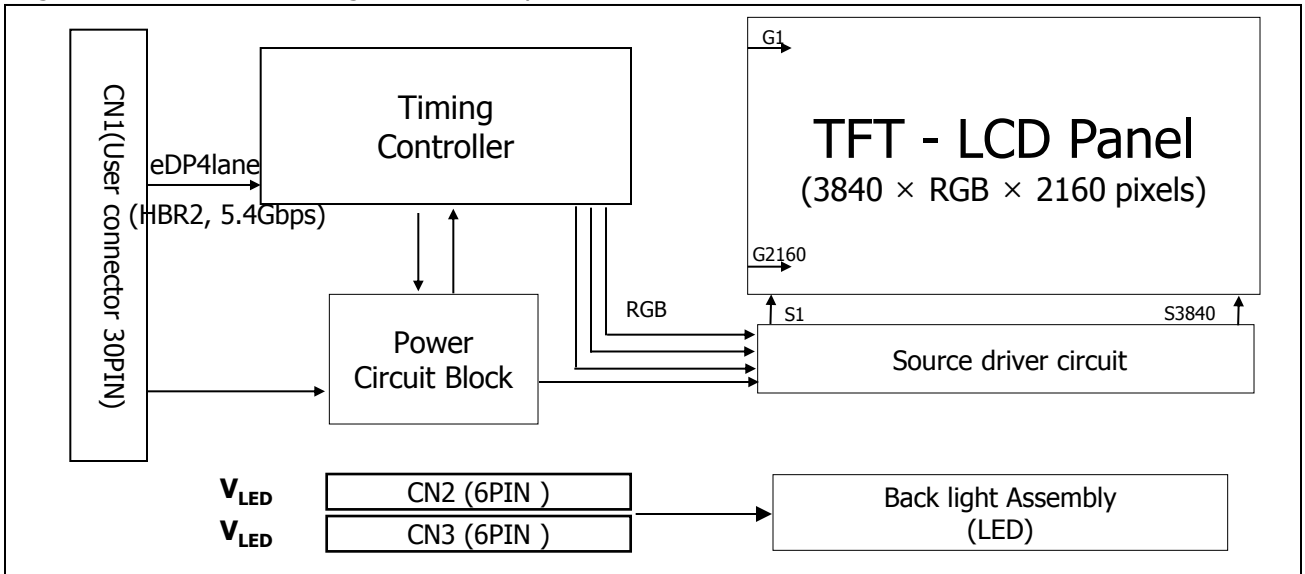 CN1(User connector 30PIN)
eDP4lane
(HBR2, 5.4Gbps)
Timing
Controller
G1
TFT - LCD Panel
(3840 × RGB × 2160 pixels)
G2160
S1
S3840
RGB
Power
Circuit Block
Source driver circuit
VLED
CN2 (6PIN )
VLED
CN3 (6PIN )
Back light Assembly
(LED)